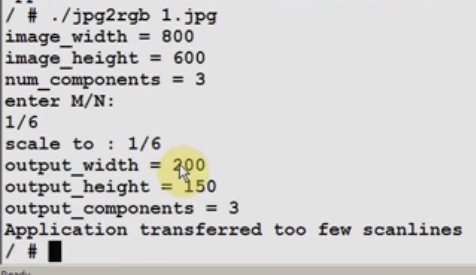 / # ./jpg2rgb 1.jpg
image_width = 800
image_height = 600
num_components = 3
enter M/N:
1/6
scale to : 1/6
output_width = 200
output_height = 150
output_components = 3
Application transferred too few scanlines
/ #